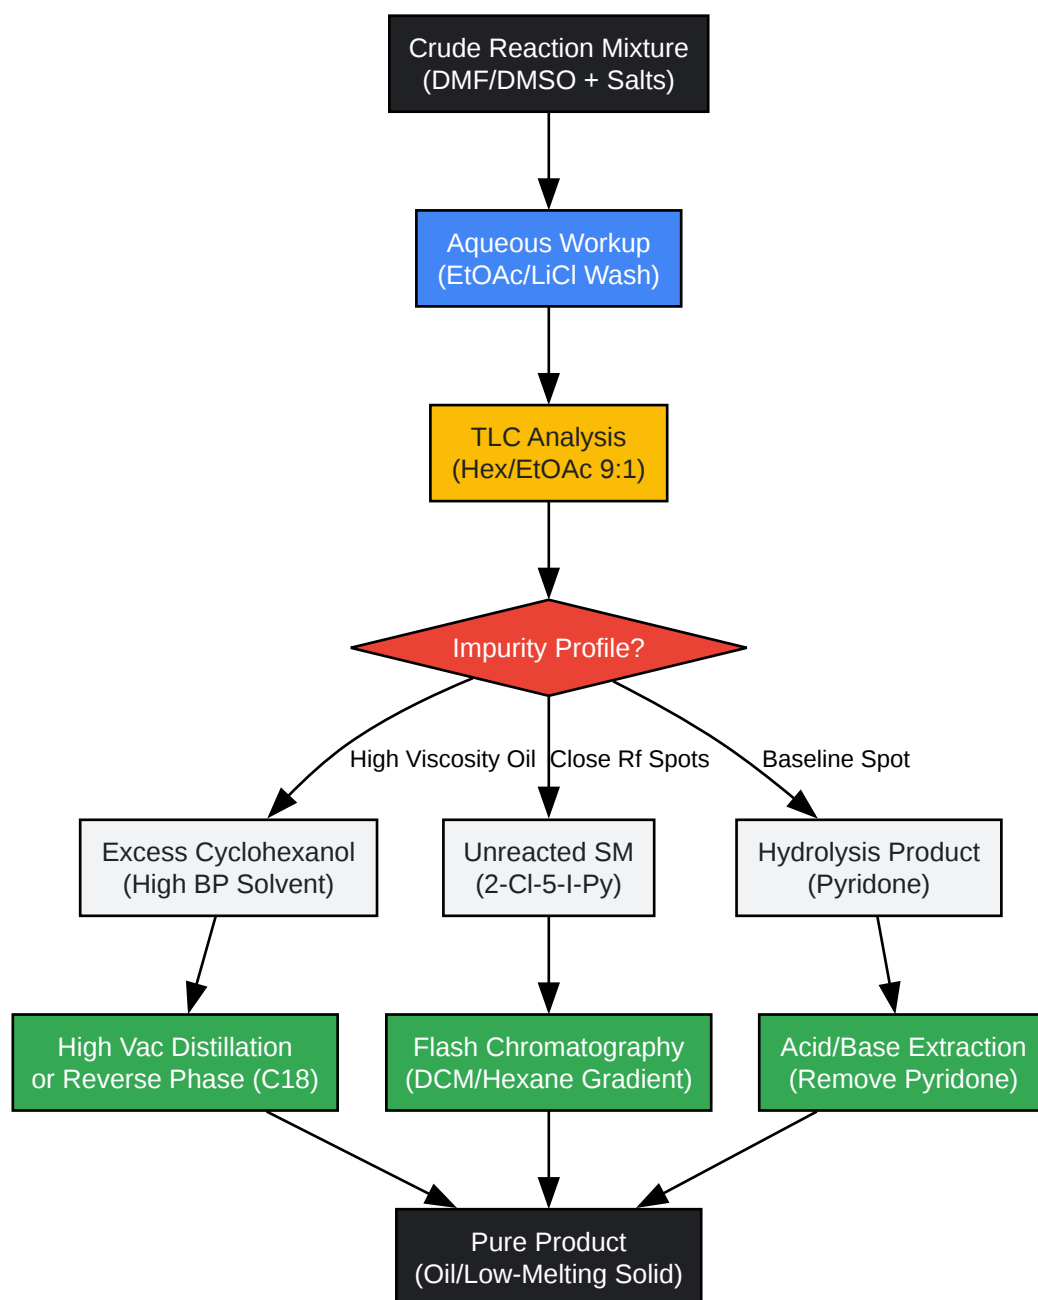 Crude Reaction Mixture
(DMF/DMSO + Salts)
Aqueous Workup
(EtOAc/LiCl Wash)
TLC Analysis
(Hex/EtOAc 9:1)
Impurity Profile?
High Viscosity Oil
Close Rf Spots
Baseline Spot
Excess Cyclohexanol
(High BP Solvent)
Unreacted SM
(2-Cl-5-I-Py)
Hydrolysis Product
(Pyridone)
High Vac Distillation
or Reverse Phase (C18)
Flash Chromatography
(DCM/Hexane Gradient)
Acid/Base Extraction
(Remove Pyridone)
Pure Product
(Oil/Low-Melting Solid)